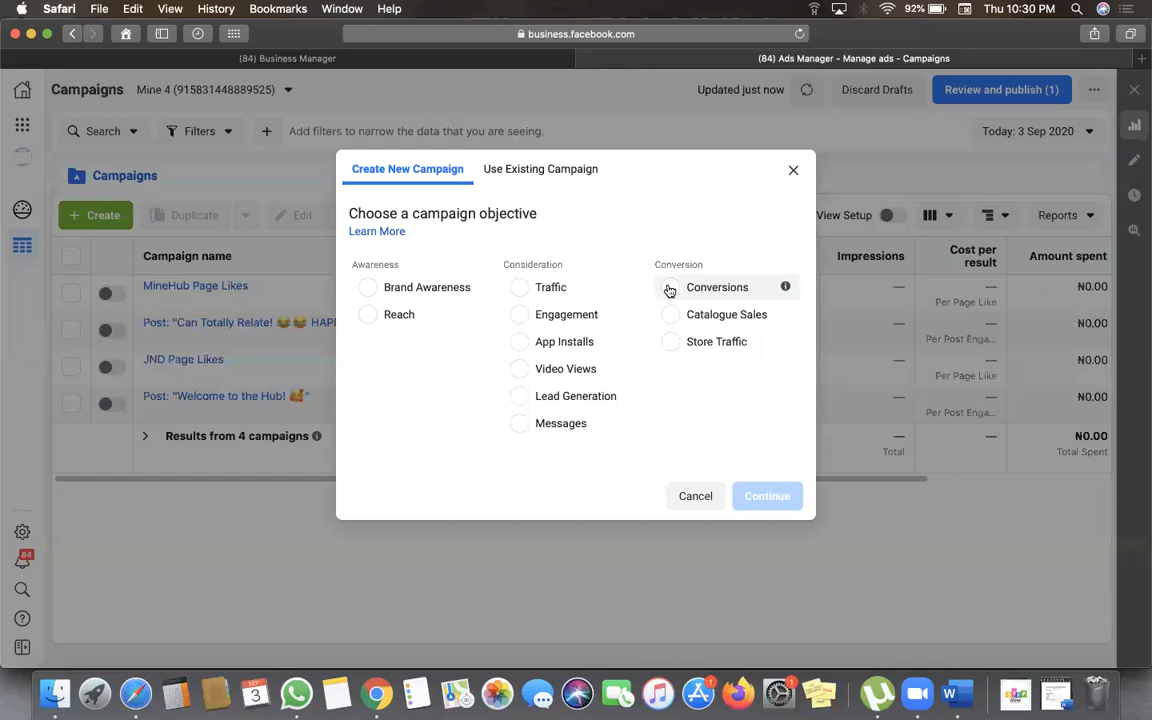 Safari File Edit View History Bookmarks Window Help 92% Thu 10:30 PM
business.facebook.com
(84) Business Manager (84) Ads Manager - Manage ads - Campaigns
Campaigns Mine 4 (915831448889525) Updated just now Discard Drafts Review and publish (1)
Search Filters + Add filters to narrow the data that you are seeing. Today: 3 Sep 2020
Campaigns
+ Create Duplicate Edit View Setup Reports
Campaign name Impressions Cost per result Amount spent
MineHub Page Likes — — ₦0.00
Per Page Like
Post: "Can Totally Relate! 😂😂 HAPP — — ₦0.00
Per Post Enga...
JND Page Likes — — ₦0.00
Per Page Like
Post: "Welcome to the Hub! 🥰" — — ₦0.00
Per Post Enga...
Results from 4 campaigns — — ₦0.00
Total Total Spent
84
Create New Campaign Use Existing Campaign
Choose a campaign objective
Learn More
Awareness Consideration Conversion
Brand Awareness Traffic Conversions
Reach Engagement Catalogue Sales
App Installs Store Traffic
Video Views
Lead Generation
Messages
Cancel Continue
SEP
3
1 1
W